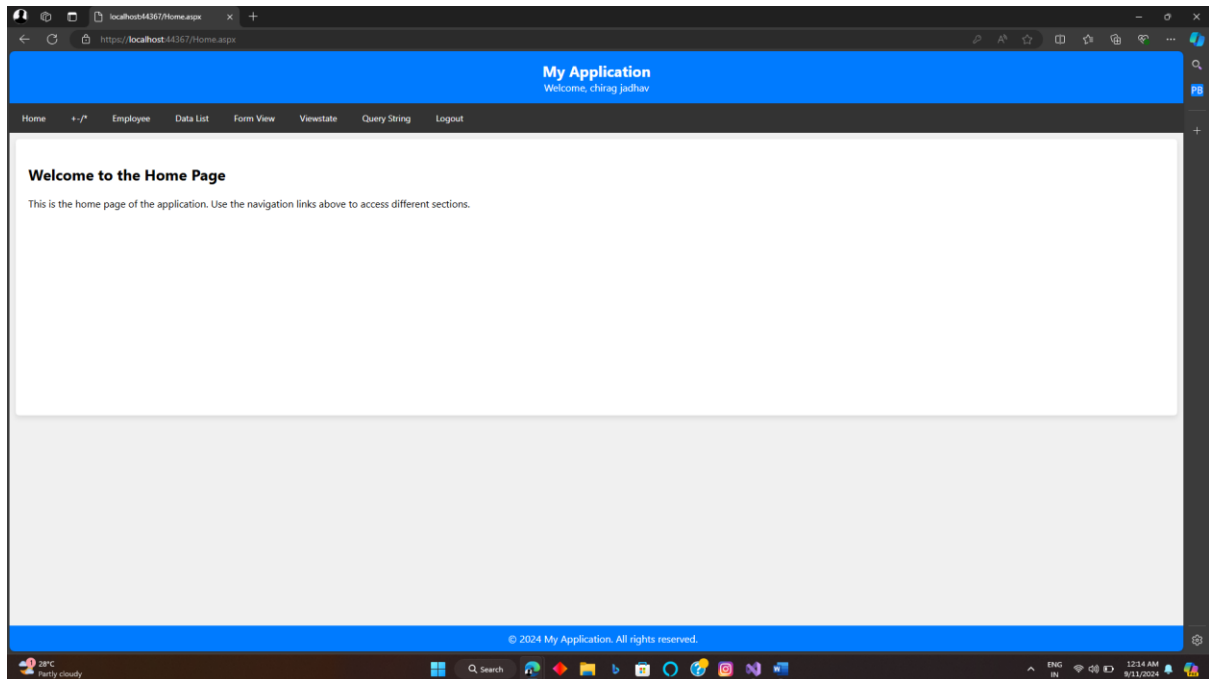 localhost:44367/Home.aspx
https://localhost:44367/Home.aspx
PB
My Application
Welcome, chirag jadhav
Home +-/* Employee Data List Form View Viewstate Query String Logout
Welcome to the Home Page
This is the home page of the application. Use the navigation links above to access different sections.
© 2024 My Application. All rights reserved.
1
28°C
Partly cloudy
Search
ENG
IN
12:14 AM
9/11/2024